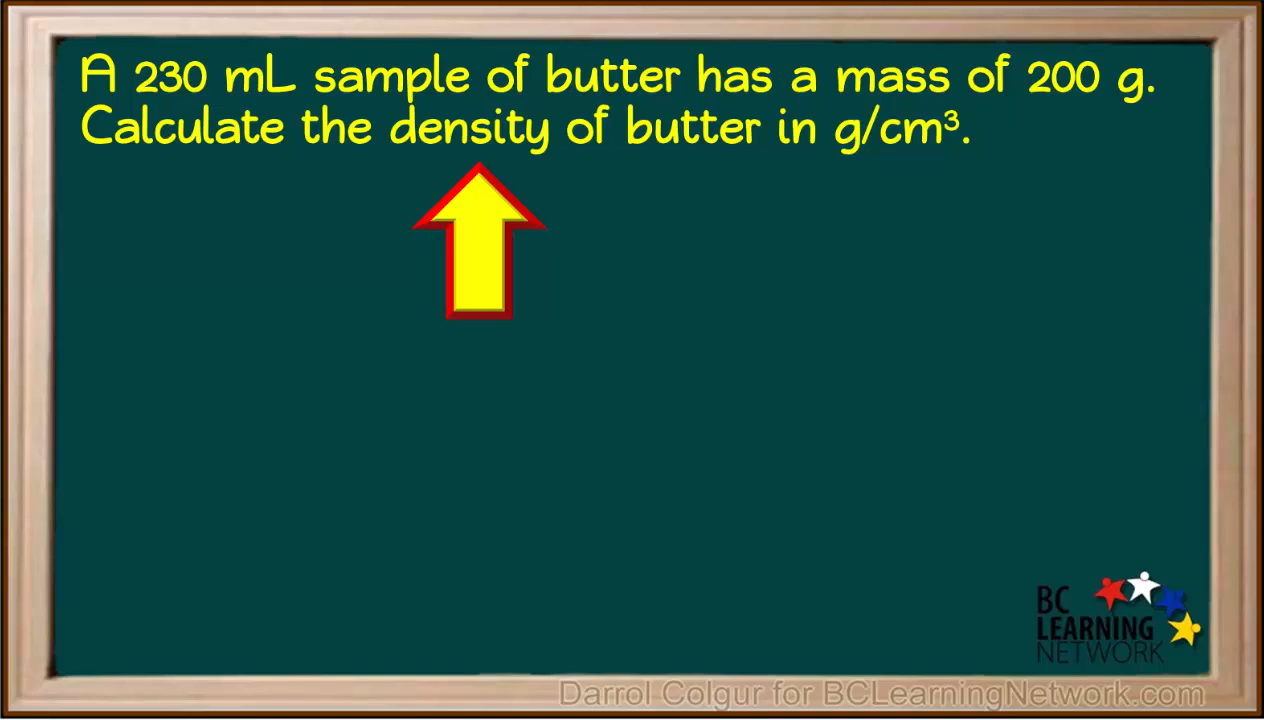 A 230 mL sample of butter has a mass of 200 g.
Calculate the density of butter in g/cm³.
BC
LEARNING
NETWORK
Darrol Colgur for BCLearningNetwork.com